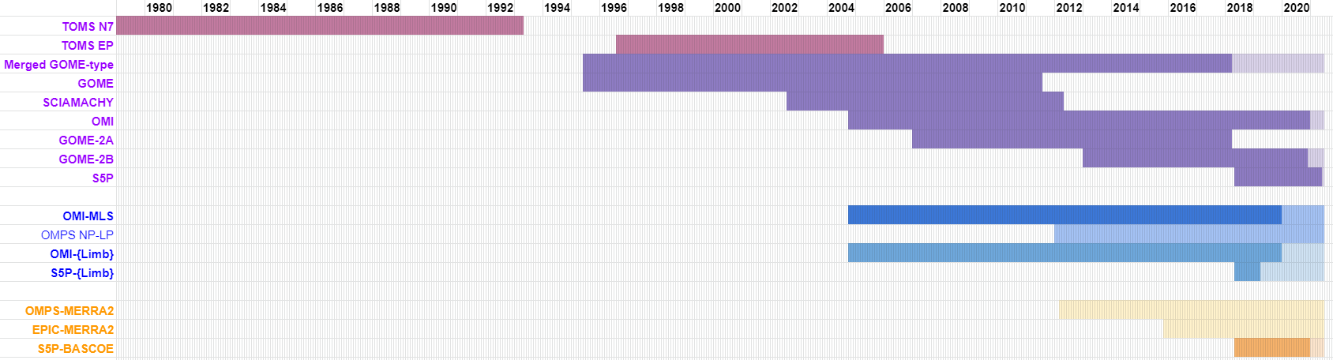 1980 1982 1984 1986 1988 1990 1992 1994 1996 1998 2000 2002 2004 2006 2008 2010 2012 2014 2016 2018 2020
TOMS N7
TOMS EP
Merged GOME-type
GOME
SCIAMACHY
OMI
GOME-2A
GOME-2B
S5P
OMI-MLS
OMPS NP-LP
OMI-{Limb}
S5P-{Limb}
OMPS-MERRA2
EPIC-MERRA2
S5P-BASCOE